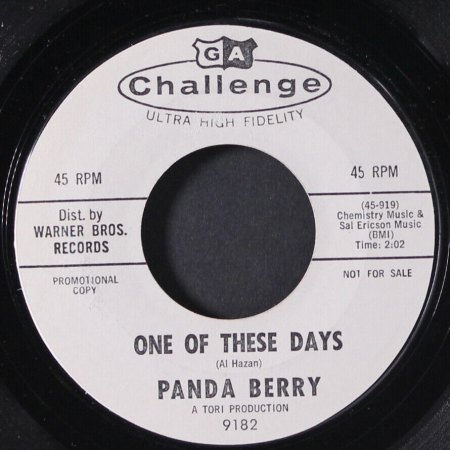 GA
Challenge
ULTRA HIGH FIDELITY
45 RPM
45 RPM
Dist. by
WARNER BROS.
RECORDS
(45-919)
Chemistry Music &
Sal Ericson Music
(BMI)
Time: 2:02
PROMOTIONAL
COPY
NOT FOR SALE
ONE OF THESE DAYS
(Al Hazan)
PANDA BERRY
A TORI PRODUCTION
9182